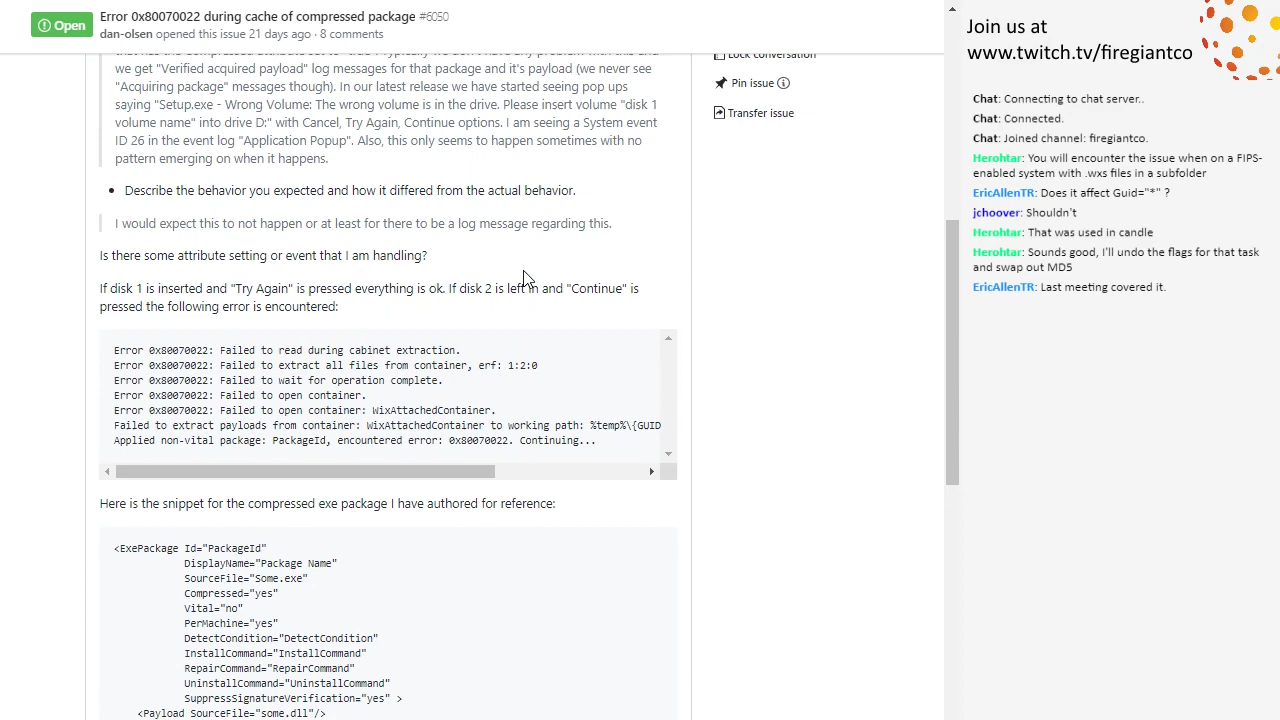 Open
Error 0x80070022 during cache of compressed package #6050
dan-olsen opened this issue 21 days ago · 8 comments
we get "Verified acquired payload" log messages for that package and it's payload (we never see
"Acquiring package" messages though). In our latest release we have started seeing pop ups
saying "Setup.exe - Wrong Volume: The wrong volume is in the drive. Please insert volume "disk 1
volume name" into drive D:" with Cancel, Try Again, Continue options. I am seeing a System event
ID 26 in the event log "Application Popup". Also, this only seems to happen sometimes with no
pattern emerging on when it happens.
• Describe the behavior you expected and how it differed from the actual behavior.
I would expect this to not happen or at least for there to be a log message regarding this.
Is there some attribute setting or event that I am handling?
If disk 1 is inserted and "Try Again" is pressed everything is ok. If disk 2 is left in and "Continue" is
pressed the following error is encountered:
Error 0x80070022: Failed to read during cabinet extraction.
Error 0x80070022: Failed to extract all files from container, erf: 1:2:0
Error 0x80070022: Failed to wait for operation complete.
Error 0x80070022: Failed to open container.
Error 0x80070022: Failed to open container: WixAttachedContainer.
Failed to extract payloads from container: WixAttachedContainer to working path: %temp%\{GUID
Applied non-vital package: PackageId, encountered error: 0x80070022. Continuing...
Here is the snippet for the compressed exe package I have authored for reference:
<ExePackage Id="PackageId"
DisplayName="Package Name"
SourceFile="Some.exe"
Compressed="yes"
Vital="no"
PerMachine="yes"
DetectCondition="DetectCondition"
InstallCommand="InstallCommand"
RepairCommand="RepairCommand"
UninstallCommand="UninstallCommand"
SuppressSignatureVerification="yes" >
<Payload SourceFile="some.dll"/>
Lock conversation
Pin issue
Transfer issue
Join us at
www.twitch.tv/firegiantco
Chat: Connecting to chat server..
Chat: Connected.
Chat: Joined channel: firegiantco.
Herohtar: You will encounter the issue when on a FIPS-
enabled system with .wxs files in a subfolder
EricAllenTR: Does it affect Guid="*" ?
jchoover: Shouldn't
Herohtar: That was used in candle
Herohtar: Sounds good, I'll undo the flags for that task
and swap out MD5
EricAllenTR: Last meeting covered it.